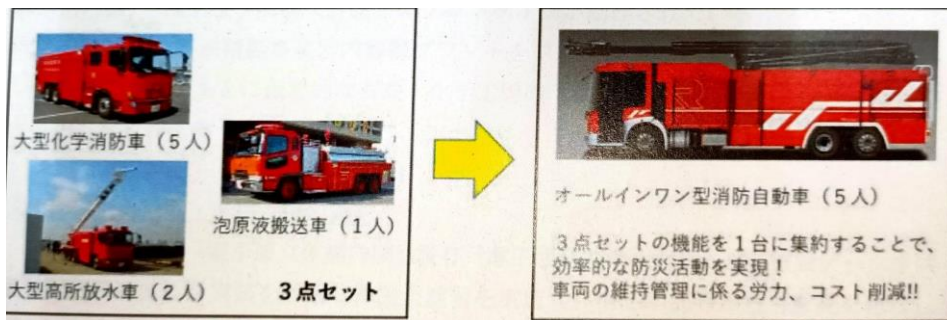 大型化学消防車（５人）
泡原液搬送車（１人）
大型高所放水車（２人）
３点セット
オールインワン型消防自動車（５人）
３点セットの機能を１台に集約することで、
効率的な防災活動を実現！
車両の維持管理に係る労力、コスト削減!!